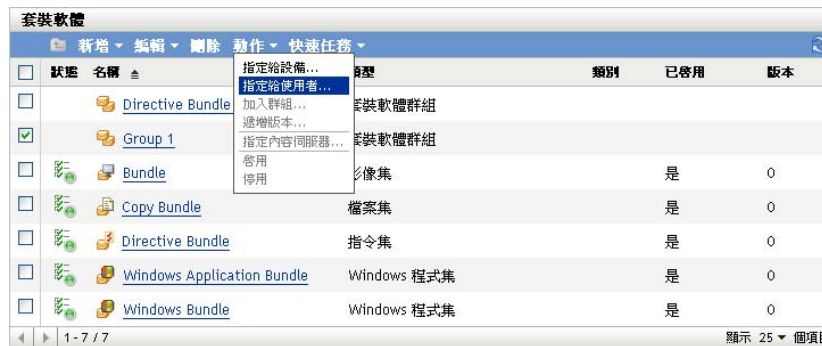 套裝軟體
新增 編輯 刪除 動作 快速任務
狀態 名稱 類型 類別 已啓用 版本
指定給設備...
指定給使用者...
加入群組...
遞增版本...
指定內容伺服器...
啓用
停用
Directive Bundle 套裝軟體群組
Group 1 套裝軟體群組
Bundle 影像集 是 0
Copy Bundle 檔案集 是 0
Directive Bundle 指令集 是 0
Windows Application Bundle Windows 程式集 是 0
Windows Bundle Windows 程式集 是 0
1 - 7 / 7 顯示 25 個項目